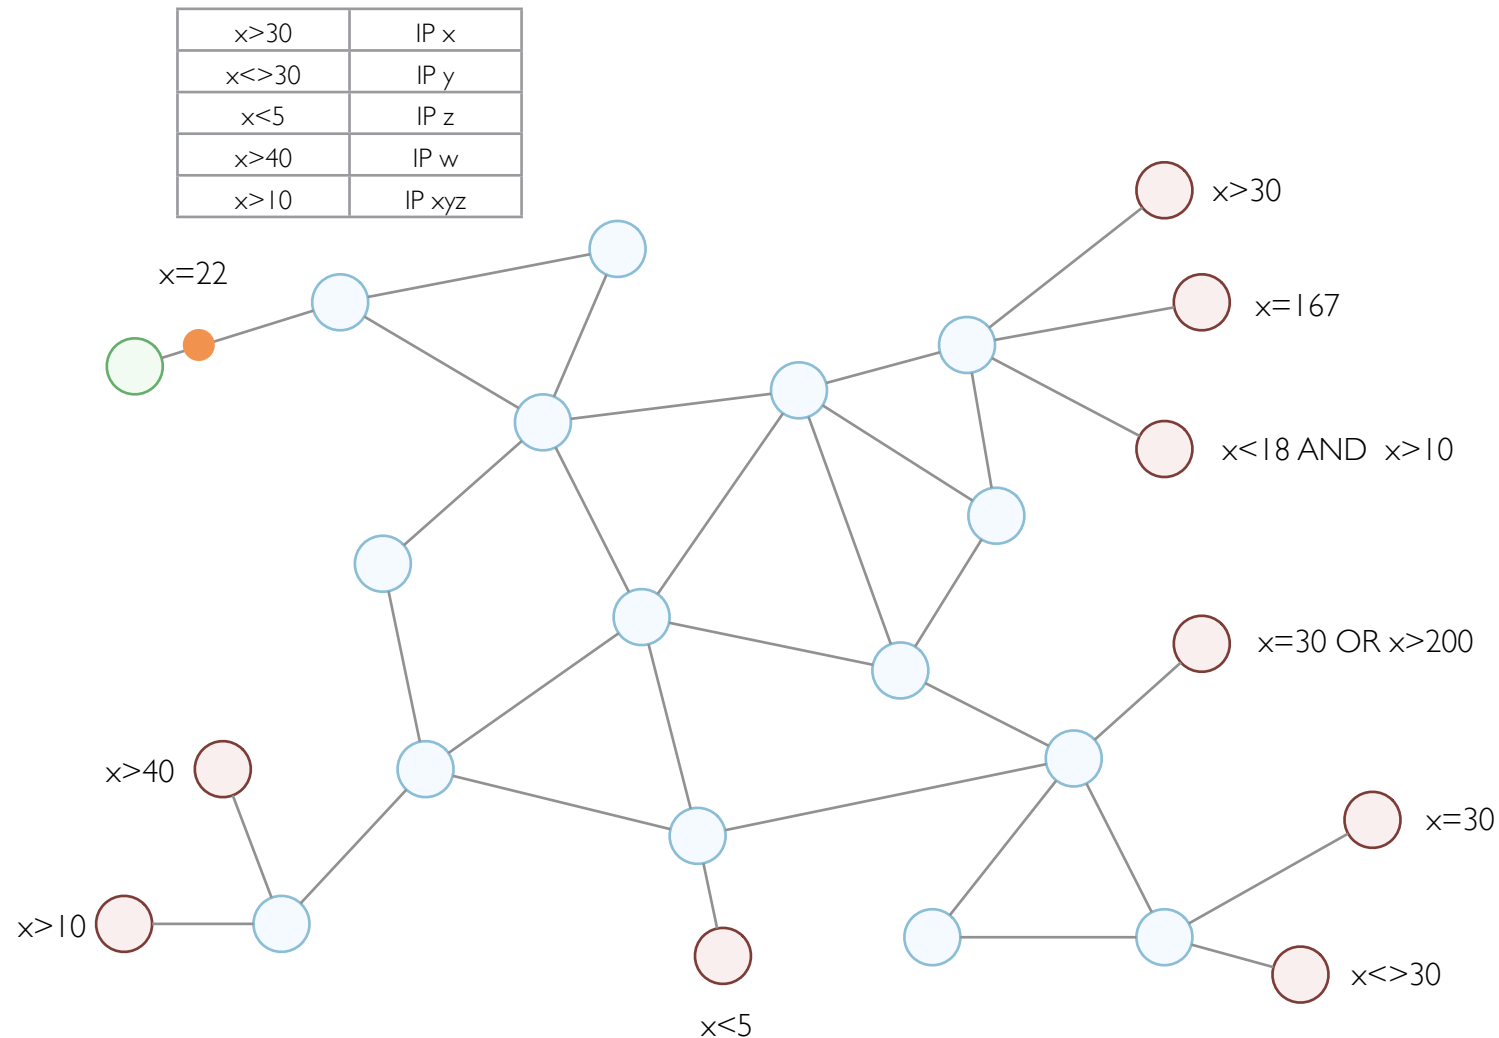 x>30 IP x
x<>30 IP y
x<5 IP z
x>40 IP w
x>10 IP xyz
x>30
x=22
x=167
x<18 AND x>10
x=30 OR x>200
x>40
x=30
x>10
x<>30
x<5